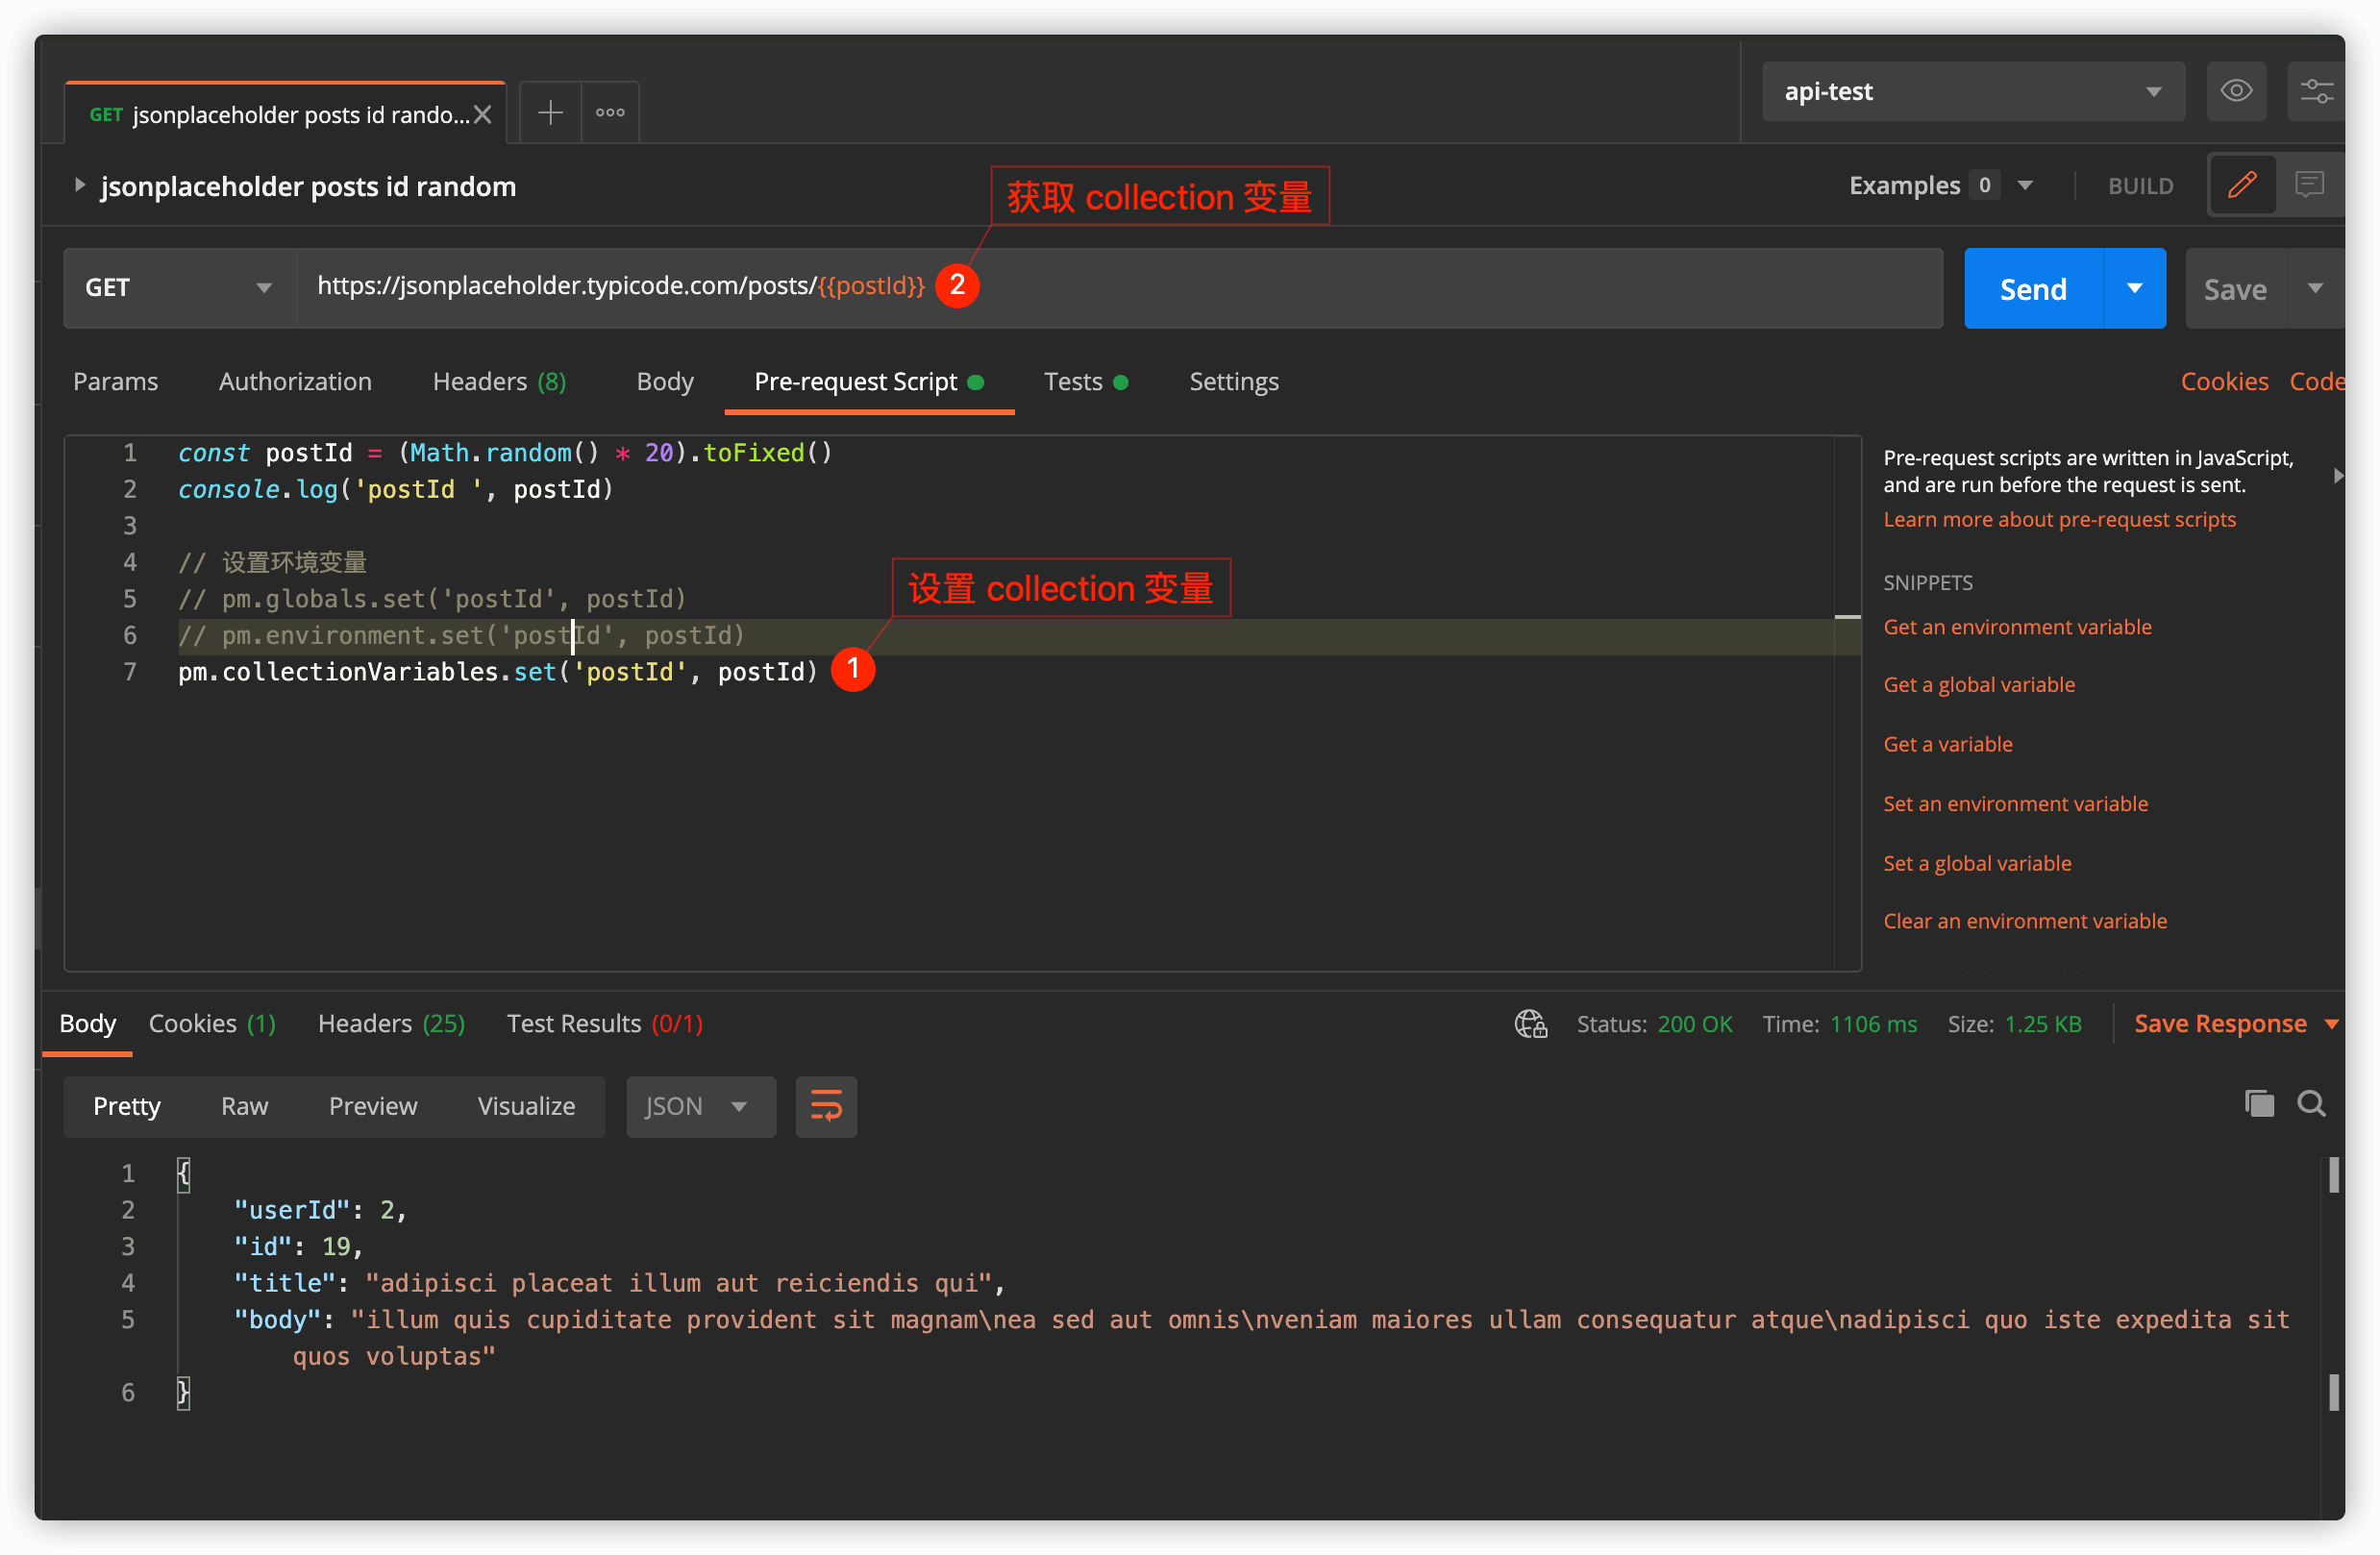 GET jsonplaceholder posts id rando...
api-test
jsonplaceholder posts id random
获取 collection 变量
Examples 0
BUILD
GET
https://jsonplaceholder.typicode.com/posts/{{postId}}
2
Send
Save
Params Authorization Headers (8) Body Pre-request Script Tests Settings
Cookies Code
1 const postId = (Math.random() * 20).toFixed()
2 console.log('postId ', postId)
3
4 // 设置环境变量
5 // pm.globals.set('postId', postId)
设置 collection 变量
6 // pm.environment.set('postId', postId)
7 pm.collectionVariables.set('postId', postId)
1
Pre-request scripts are written in JavaScript,
and are run before the request is sent.
Learn more about pre-request scripts
SNIPPETS
Get an environment variable
Get a global variable
Get a variable
Set an environment variable
Set a global variable
Clear an environment variable
Body Cookies (1) Headers (25) Test Results (0/1)
Status: 200 OK Time: 1106 ms Size: 1.25 KB
Save Response
Pretty Raw Preview Visualize JSON
1 {
2 "userId": 2,
3 "id": 19,
4 "title": "adipisci placeat illum aut reiciendis qui",
5 "body": "illum quis cupiditate provident sit magnam\nea sed aut omnis\nveniam maiores ullam consequatur atque\nadipisci quo iste expedita sit
quos voluptas"
6 }